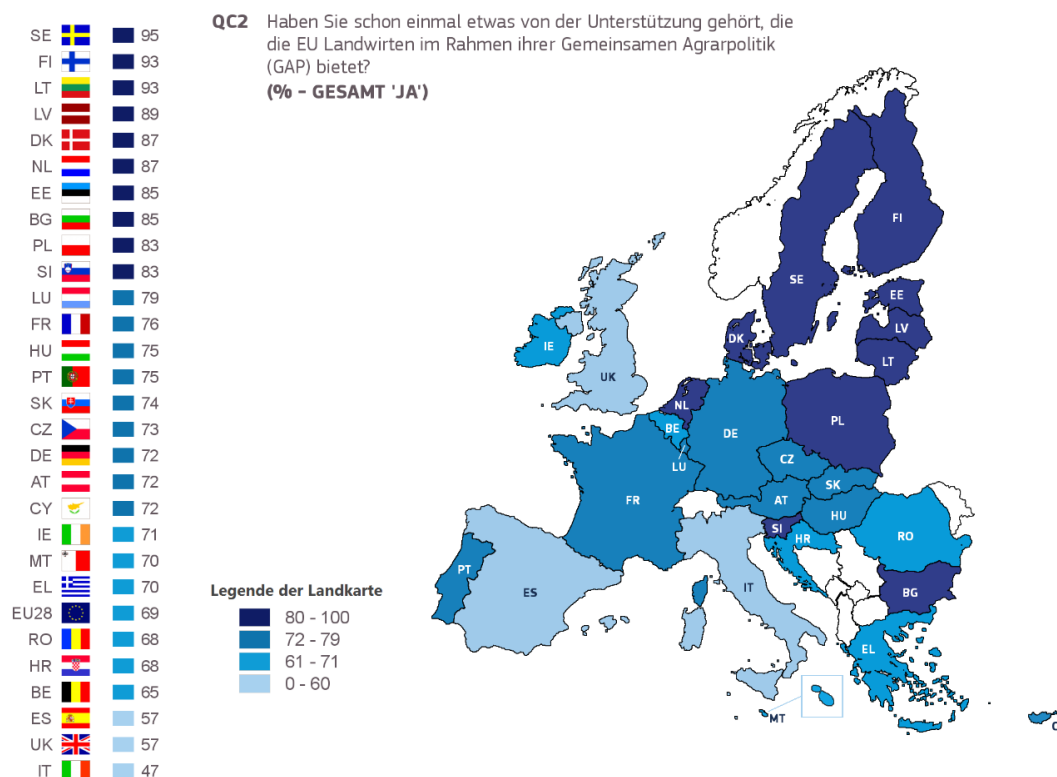 QC2 Haben Sie schon einmal etwas von der Unterstützung gehört, die
die EU Landwirten im Rahmen ihrer Gemeinsamen Agrarpolitik
(GAP) bietet?
(% - GESAMT 'JA')
SE 95
FI 93
LT 93
LV 89
DK 87
NL 87
EE 85
BG 85
PL 83
SI 83
LU 79
FR 76
HU 75
PT 75
SK 74
CZ 73
DE 72
AT 72
CY 72
IE 71
MT 70
EL 70
EU28 69
RO 68
HR 68
BE 65
ES 57
UK 57
IT 47
Legende der Landkarte
80 - 100
72 - 79
61 - 71
0 - 60
FI
SE
EE
LV
LT
DK
IE
UK
NL
BE
DE
PL
LU
CZ
SK
FR
AT
HU
SI
HR
RO
PT
ES
IT
BG
EL
MT